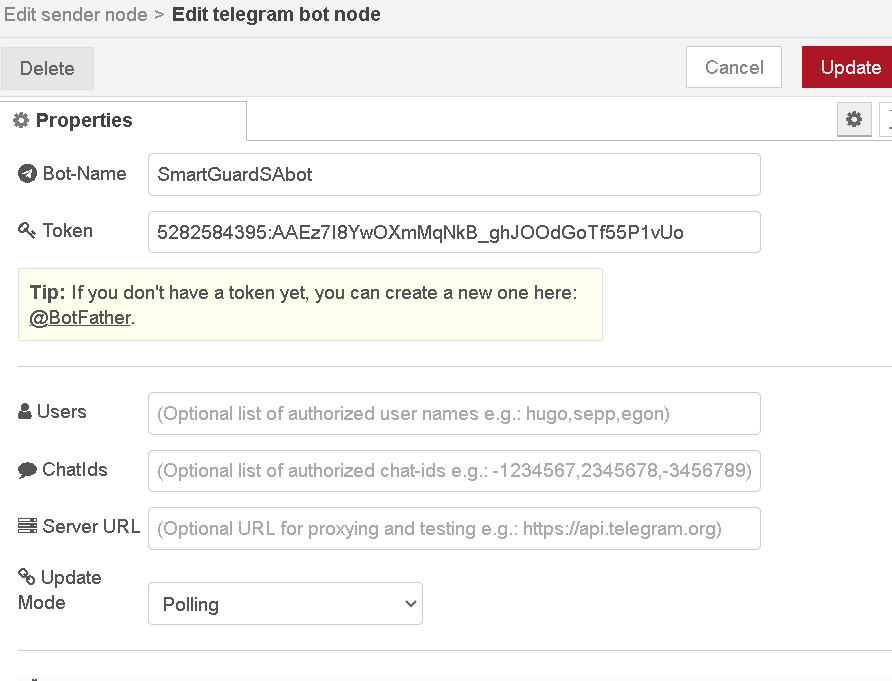 Edit sender node > Edit telegram bot node
Delete
Cancel
Update
Properties
Bot-Name
SmartGuardSAbot
Token
5282584395:AAEz7I8YwOXmMqNkB_ghJOOdGoTf55P1vUo
Tip: If you don't have a token yet, you can create a new one here:
@BotFather.
Users
(Optional list of authorized user names e.g.: hugo,sepp,egon)
ChatIds
(Optional list of authorized chat-ids e.g.: -1234567,2345678,-3456789)
Server URL
(Optional URL for proxying and testing e.g.: https://api.telegram.org)
Update
Mode
Polling